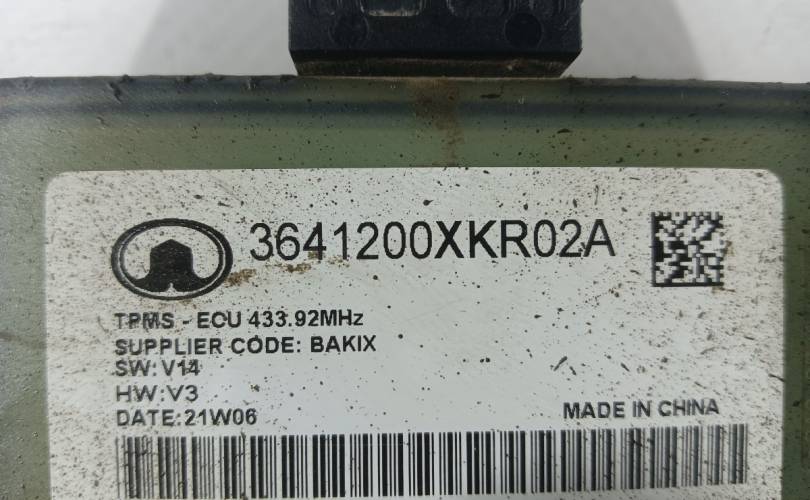 3641200XKR02A
TPMS - ECU 433.92MHz
SUPPLIER CODE: BAKIX
SW:V14
HW:V3
DATE:21W06
MADE IN CHINA